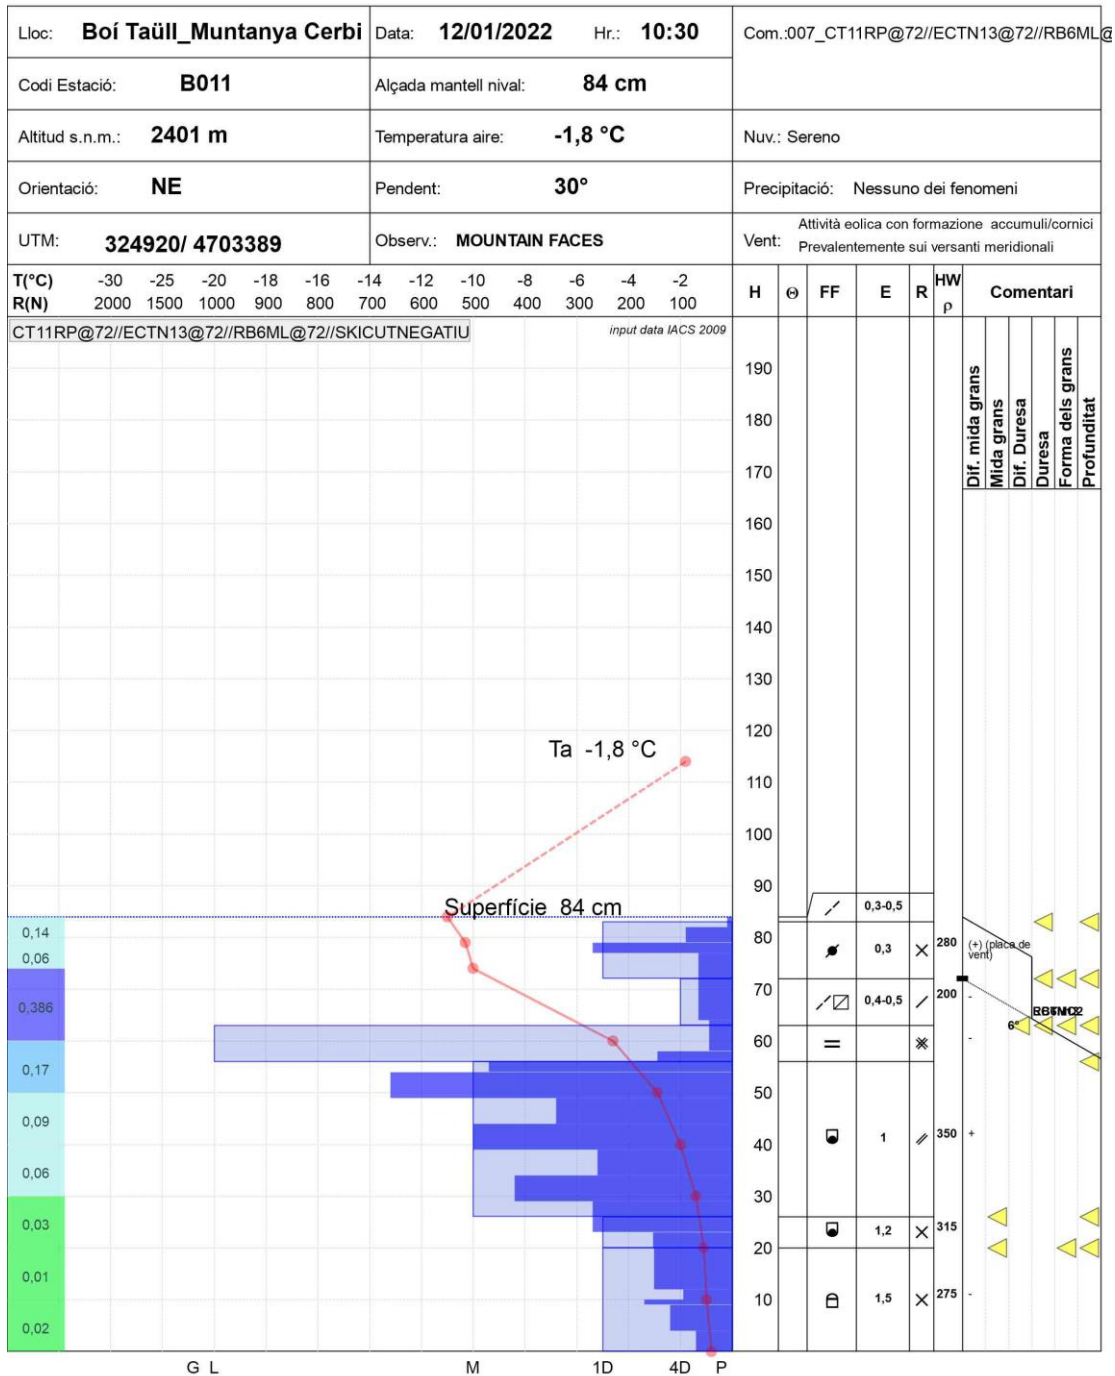 Lloc: Boí Taüll_Muntanya Cerbi Data: 12/01/2022 Hr.: 10:30 Com.:007_CT11RP@72//ECTN13@72//RB6ML@
Codi Estació: B011 Alçada mantell nival: 84 cm
Altitud s.n.m.: 2401 m Temperatura aire: -1,8 °C Nuv.: Sereno
Orientació: NE Pendent: 30° Precipitació: Nessuno dei fenomeni
UTM: 324920/ 4703389 Observ.: MOUNTAIN FACES Vent: Attività eolica con formazione accumuli/cornici
Prevalentemente sui versanti meridionali
T(°C) -30 -25 -20 -18 -16 -14 -12 -10 -8 -6 -4 -2
R(N) 2000 1500 1000 900 800 700 600 500 400 300 200 100
H Θ FF E R HW ρ Comentari
CT11RP@72//ECTN13@72//RB6ML@72//SKICUTNEGATIU input data IACS 2009
Dif. mida grans
Mida grans
Dif. Duresa
Duresa
Forma dels grans
Profunditat
190
180
170
160
150
140
130
120
Ta -1,8 °C
110
100
90
Superfície 84 cm
0,3-0,5
0,14 80 0,3 280 (+) (placa de
vent)
0,06
70 0,4-0,5 200 -
0,386
6°
60 -
0,17
50
0,09
40 1 350 +
0,06
30
0,03 1,2 315
20
0,01
10 1,5 275 -
0,02
G L M 1D 4D P